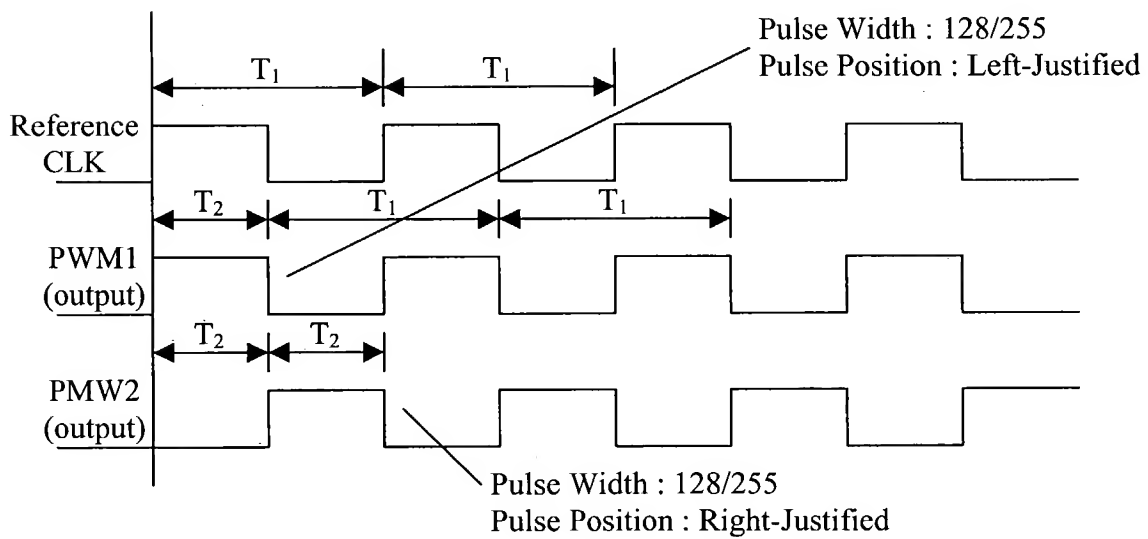 Pulse Width : 128/255
Pulse Position : Left-Justified
T1
T1
Reference
CLK
T2
T1
T1
PWM1
(output)
T2
T2
PMW2
(output)
Pulse Width : 128/255
Pulse Position : Right-Justified